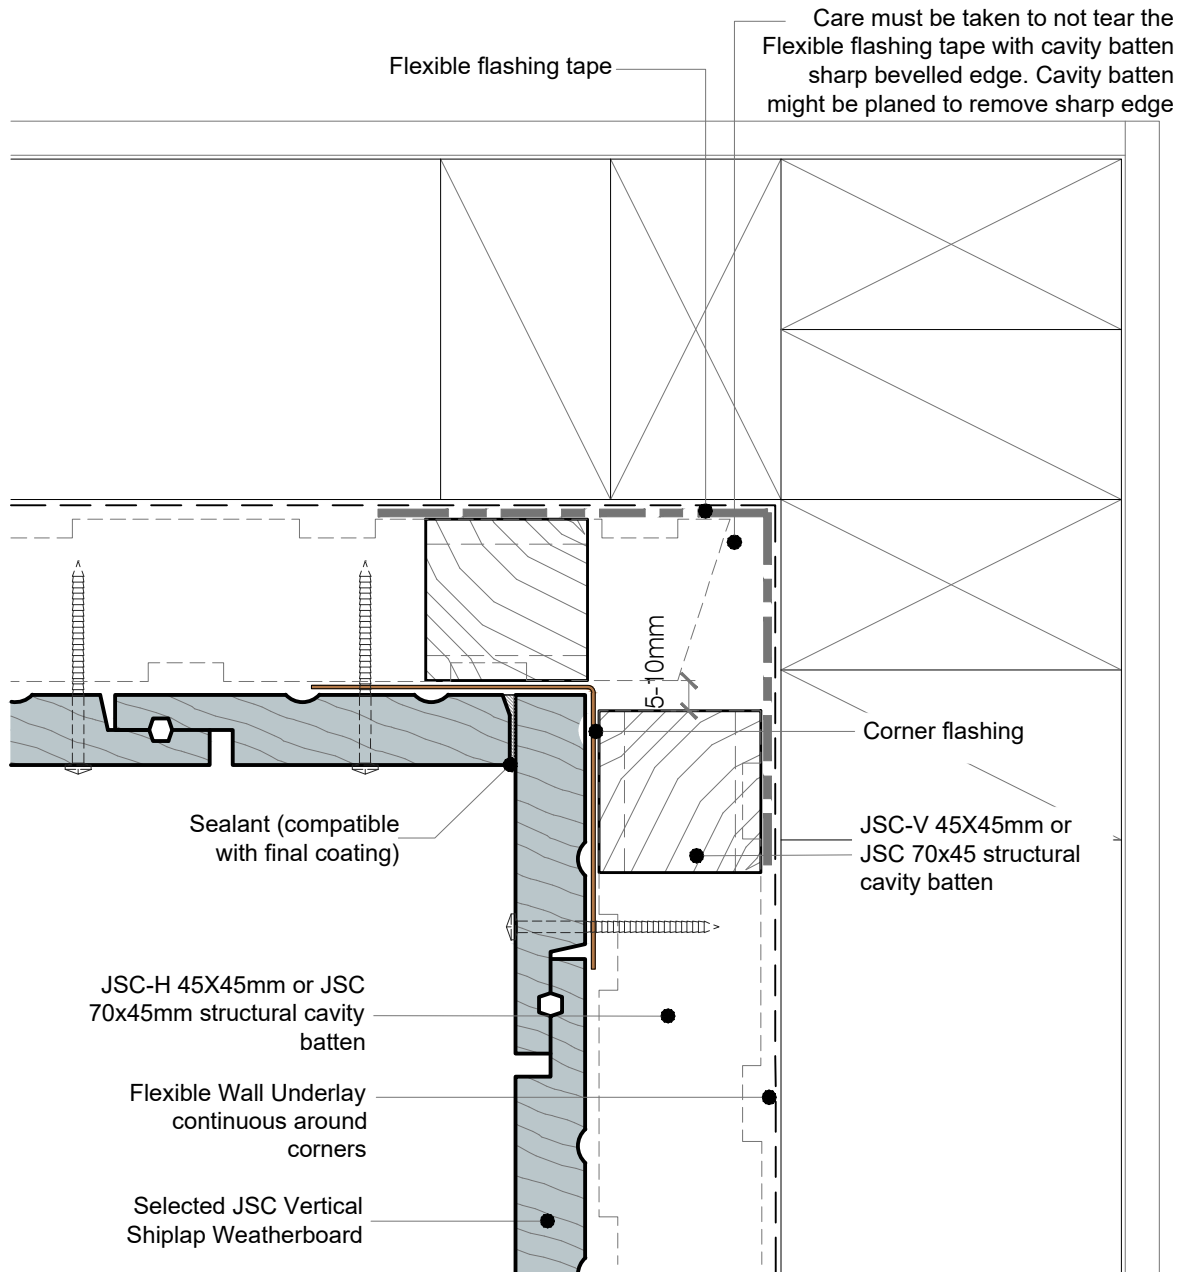 Care must be taken to not tear the
Flexible flashing tape with cavity batten
sharp bevelled edge. Cavity batten
might be planed to remove sharp edge
Flexible flashing tape
5-10mm
Corner flashing
Sealant (compatible
with final coating)
JSC-V 45X45mm or
JSC 70x45 structural
cavity batten
JSC-H 45X45mm or JSC
70x45mm structural cavity
batten
Flexible Wall Underlay
continuous around
corners
Selected JSC Vertical
Shiplap Weatherboard